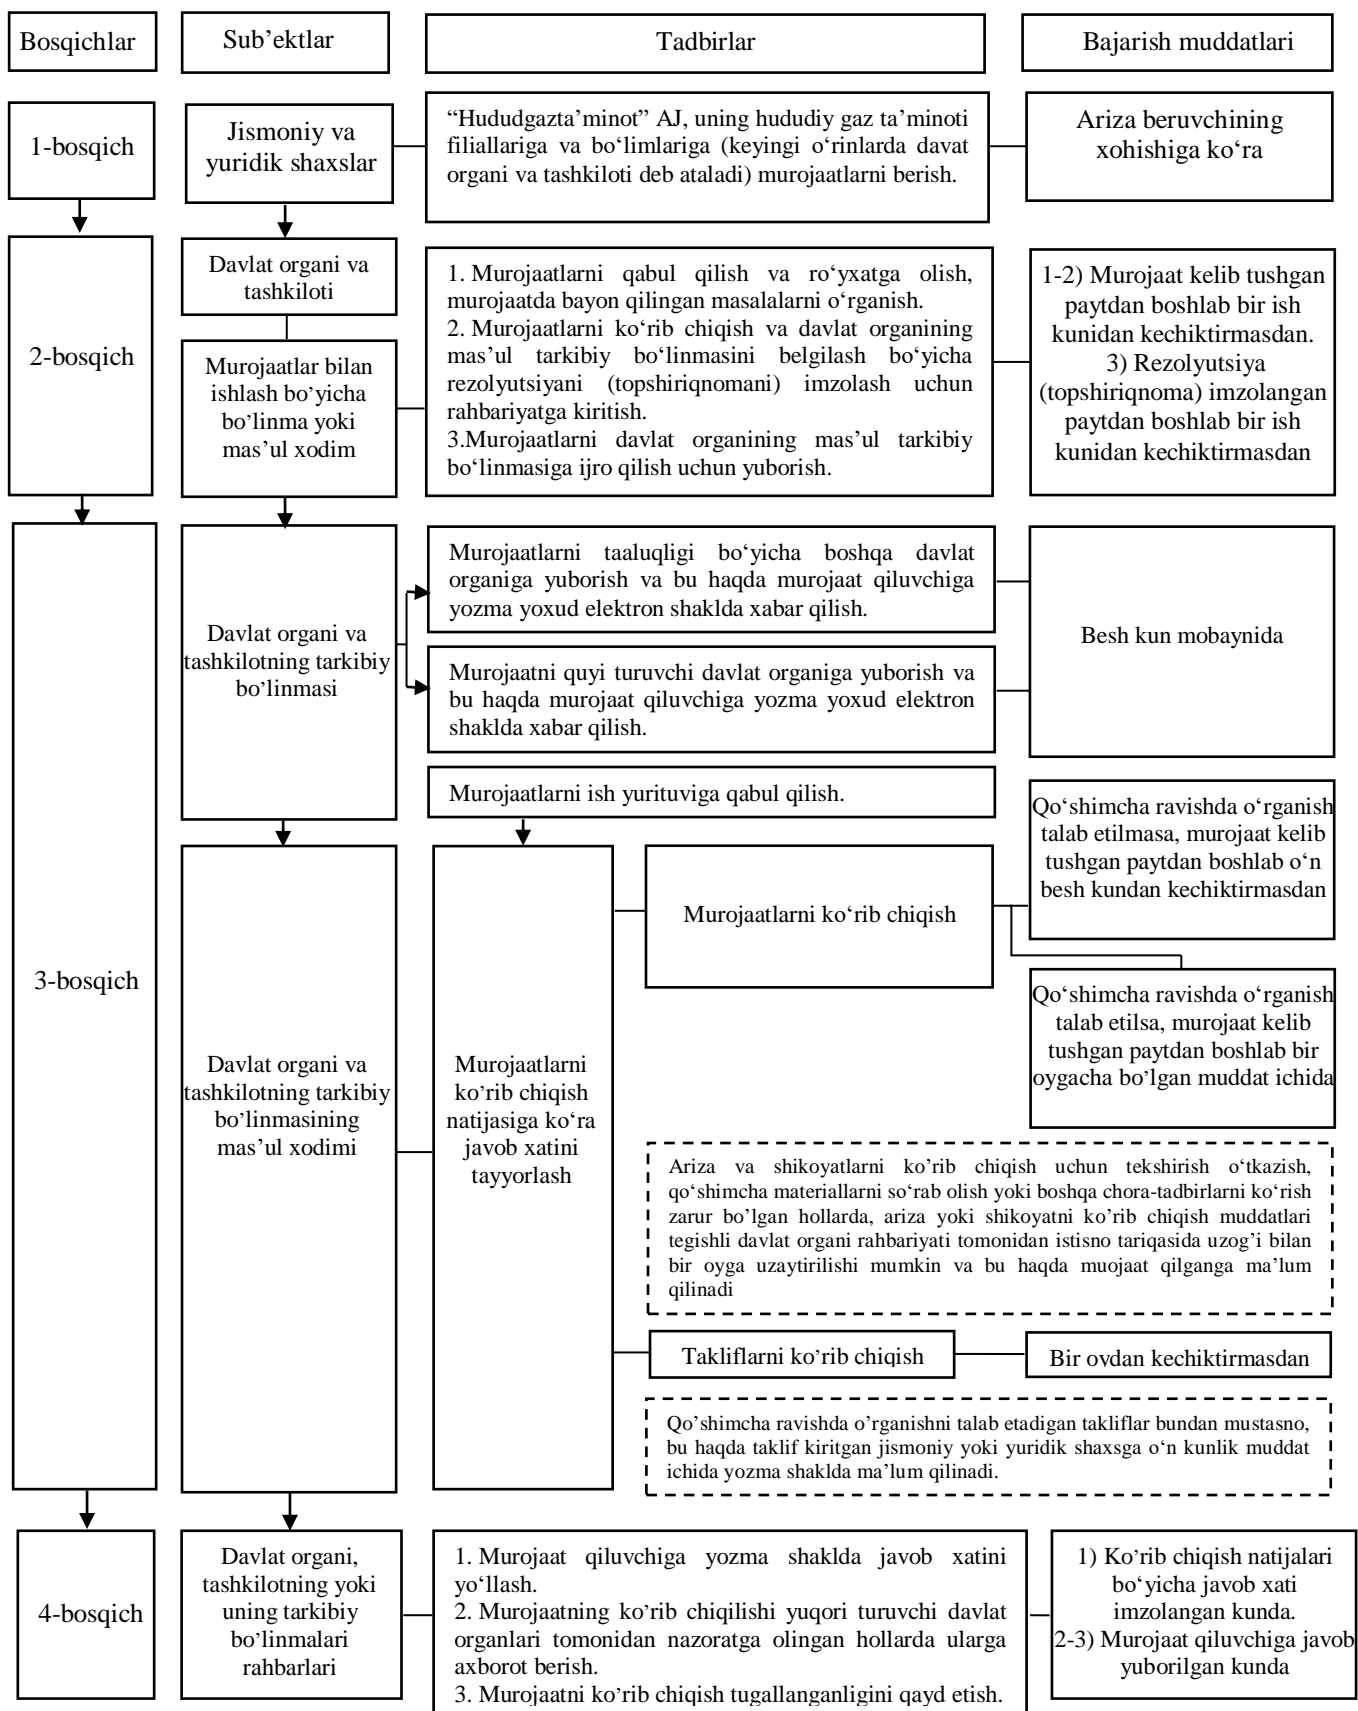 Bosqichlar
Sub’ektlar
Tadbirlar
Bajarish muddatlari
1-bosqich
Jismoniy va
yuridik shaxslar
“Hududgazta’minot” AJ, uning hududiy gaz ta’minoti
filiallariga va bo‘limlariga (keyingi o‘rinlarda davat
organi va tashkiloti deb ataladi) murojaatlarni berish.
Ariza beruvchining
xohishiga ko‘ra
2-bosqich
Davlat organi va
tashkiloti
Murojaatlar bilan
ishlash bo’yicha
bo’linma yoki
mas’ul xodim
1. Murojaatlarni qabul qilish va ro‘yxatga olish,
murojaatda bayon qilingan masalalarni o‘rganish.
2. Murojaatlarni ko‘rib chiqish va davlat organining
mas’ul tarkibiy bo‘linmasini belgilash bo‘yicha
rezolyutsiyani (topshiriqnomani) imzolash uchun
rahbariyatga kiritish.
3.Murojaatlarni davlat organining mas’ul tarkibiy
bo‘linmasiga ijro qilish uchun yuborish.
1-2) Murojaat kelib tushgan
paytdan boshlab bir ish
kunidan kechiktirmasdan.
3) Rezolyutsiya
(topshiriqnoma) imzolangan
paytdan boshlab bir ish
kunidan kechiktirmasdan
3-bosqich
Davlat organi va
tashkilotning tarkibiy
bo’linmasi
Murojaatlarni taaluqligi bo‘yicha boshqa davlat
organiga yuborish va bu haqda murojaat qiluvchiga
yozma yoxud elektron shaklda xabar qilish.
Murojaatni quyi turuvchi davlat organiga yuborish va
bu haqda murojaat qiluvchiga yozma yoxud elektron
shaklda xabar qilish.
Besh kun mobaynida
Murojaatlarni ish yurituviga qabul qilish.
Davlat organi va
tashkilotning tarkibiy
bo’linmasining
mas’ul xodimi
Murojaatlarni
ko’rib chiqish
natijasiga ko‘ra
javob xatini
tayyorlash
Murojaatlarni ko‘rib chiqish
Qo‘shimcha ravishda o‘rganish
talab etilmasa, murojaat kelib
tushgan paytdan boshlab o‘n
besh kundan kechiktirmasdan
Qo‘shimcha ravishda o‘rganish
talab etilsa, murojaat kelib
tushgan paytdan boshlab bir
oygacha bo’lgan muddat ichida
Ariza va shikoyatlarni ko’rib chiqish uchun tekshirish o‘tkazish,
qo‘shimcha materiallarni so‘rab olish yoki boshqa chora-tadbirlarni ko‘rish
zarur bo’lgan hollarda, ariza yoki shikoyatni ko’rib chiqish muddatlari
tegishli davlat organi rahbariyati tomonidan istisno tariqasida uzog’i bilan
bir oyga uzaytirilishi mumkin va bu haqda muojaat qilganga ma’lum
qilinadi
Takliflarni ko’rib chiqish
Bir oydan kechiktirmasdan
Qo’shimcha ravishda o’rganishni talab etadigan takliflar bundan mustasno,
bu haqda taklif kiritgan jismoniy yoki yuridik shaxsga o‘n kunlik muddat
ichida yozma shaklda ma’lum qilinadi.
4-bosqich
Davlat organi,
tashkilotning yoki
uning tarkibiy
bo’linmalari
rahbarlari
1. Murojaat qiluvchiga yozma shaklda javob xatini
yo‘llash.
2. Murojaatning ko‘rib chiqilishi yuqori turuvchi davlat
organlari tomonidan nazoratga olingan hollarda ularga
axborot berish.
3. Murojaatni ko‘rib chiqish tugallanganligini qayd etish.
1) Ko‘rib chiqish natijalari
bo‘yicha javob xati
imzolangan kunda.
2-3) Murojaat qiluvchiga javob
yuborilgan kunda